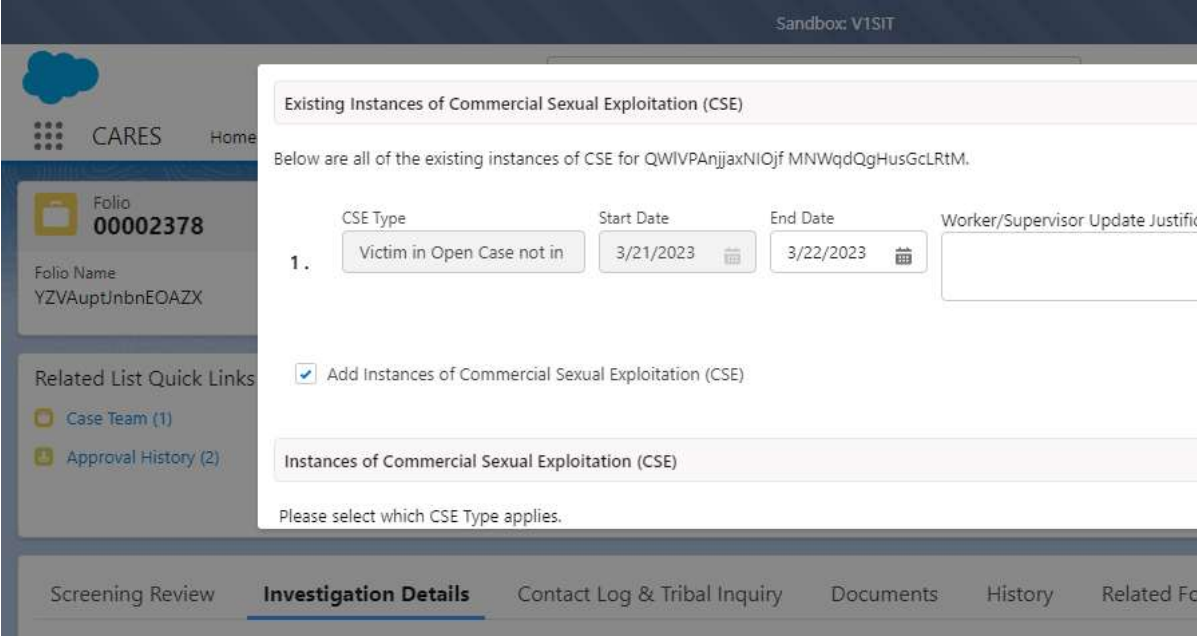 Sandbox: V1SIT
CARES Home
Existing Instances of Commercial Sexual Exploitation (CSE)
Below are all of the existing instances of CSE for QWlVPAnjjaxNIOjf MNWqdQgHusGcLRtM.
Folio
00002378
Folio Name
YZVAuptJnbnEOAZX
CSE Type Start Date End Date Worker/Supervisor Update Justific
1. Victim in Open Case not in 3/21/2023 3/22/2023
Add Instances of Commercial Sexual Exploitation (CSE)
Related List Quick Links
Case Team (1)
Approval History (2)
Instances of Commercial Sexual Exploitation (CSE)
Please select which CSE Type applies.
Screening Review Investigation Details Contact Log & Tribal Inquiry Documents History Related Fo